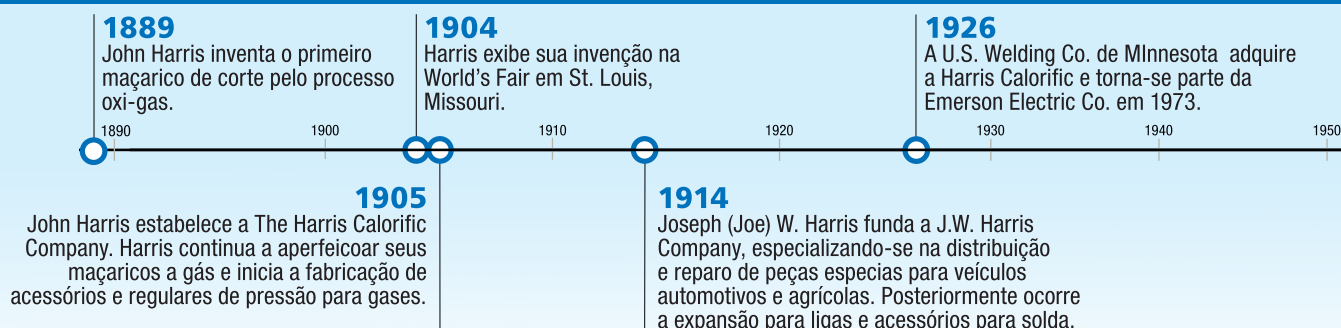 1889
John Harris inventa o primeiro
maçarico de corte pelo processo
oxi-gas.
1904
Harris exibe sua invenção na
World's Fair em St. Louis,
Missouri.
1926
A U.S. Welding Co. de MInnesota  adquire
a Harris Calorific e torna-se parte da
Emerson Electric Co. em 1973.
1890
1900
1910
1920
1930
1940
1950
1905
John Harris estabelece a The Harris Calorific
Company. Harris continua a aperfeicoar seus
maçaricos a gás e inicia a fabricação de
acessórios e regulares de pressão para gases.
1914
Joseph (Joe) W. Harris funda a J.W. Harris
Company, especializando-se na distribuição
e reparo de peças especias para veículos
automotivos e agrícolas. Posteriormente ocorre
a expansão para ligas e acessórios para solda.